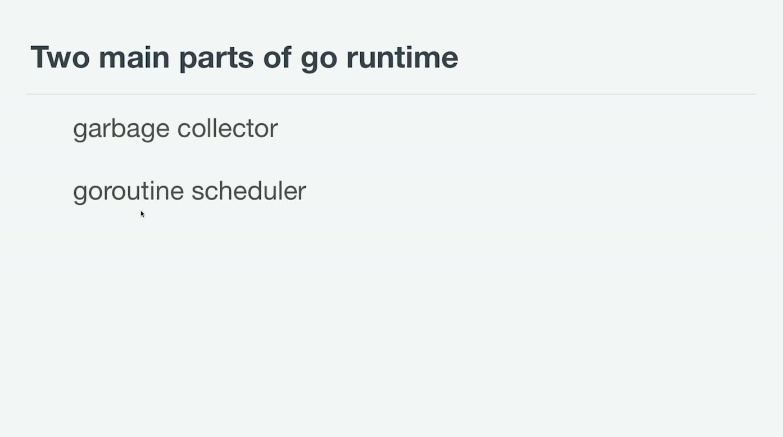 Two main parts of go runtime
garbage collector
goroutine scheduler